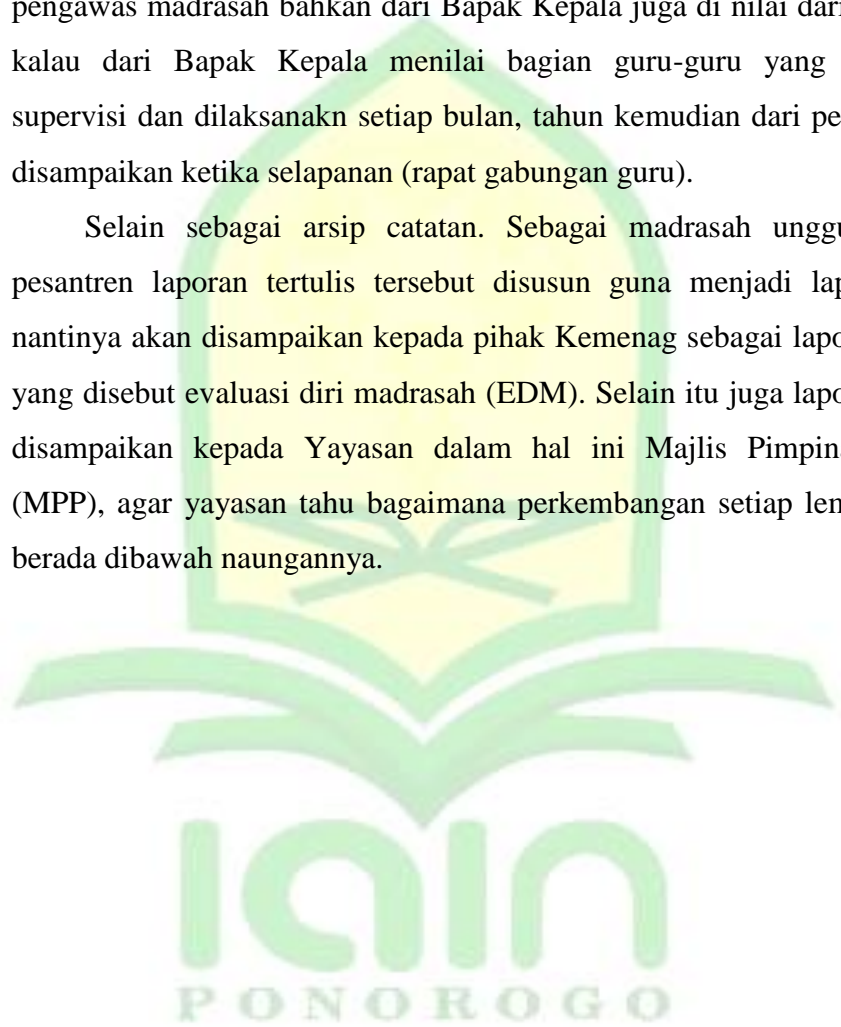 pengawas madrasah bahkan dari Bapak Kepala juga di nilai dari
kalau dari Bapak Kepala menilai bagian guru-guru yang
supervisi dan dilaksanakn setiap bulan, tahun kemudian dari pe
disampaikan ketika selapanan (rapat gabungan guru).
Selain sebagai arsip catatan. Sebagai madrasah unggu
pesantren laporan tertulis tersebut disusun guna menjadi lap
nantinya akan disampaikan kepada pihak Kemenag sebagai lapo
yang disebut evaluasi diri madrasah (EDM). Selain itu juga lapo
disampaikan kepada Yayasan dalam hal ini Majlis Pimpina
(MPP), agar yayasan tahu bagaimana perkembangan setiap len
berada dibawah naungannya.
iain
PONOROGO